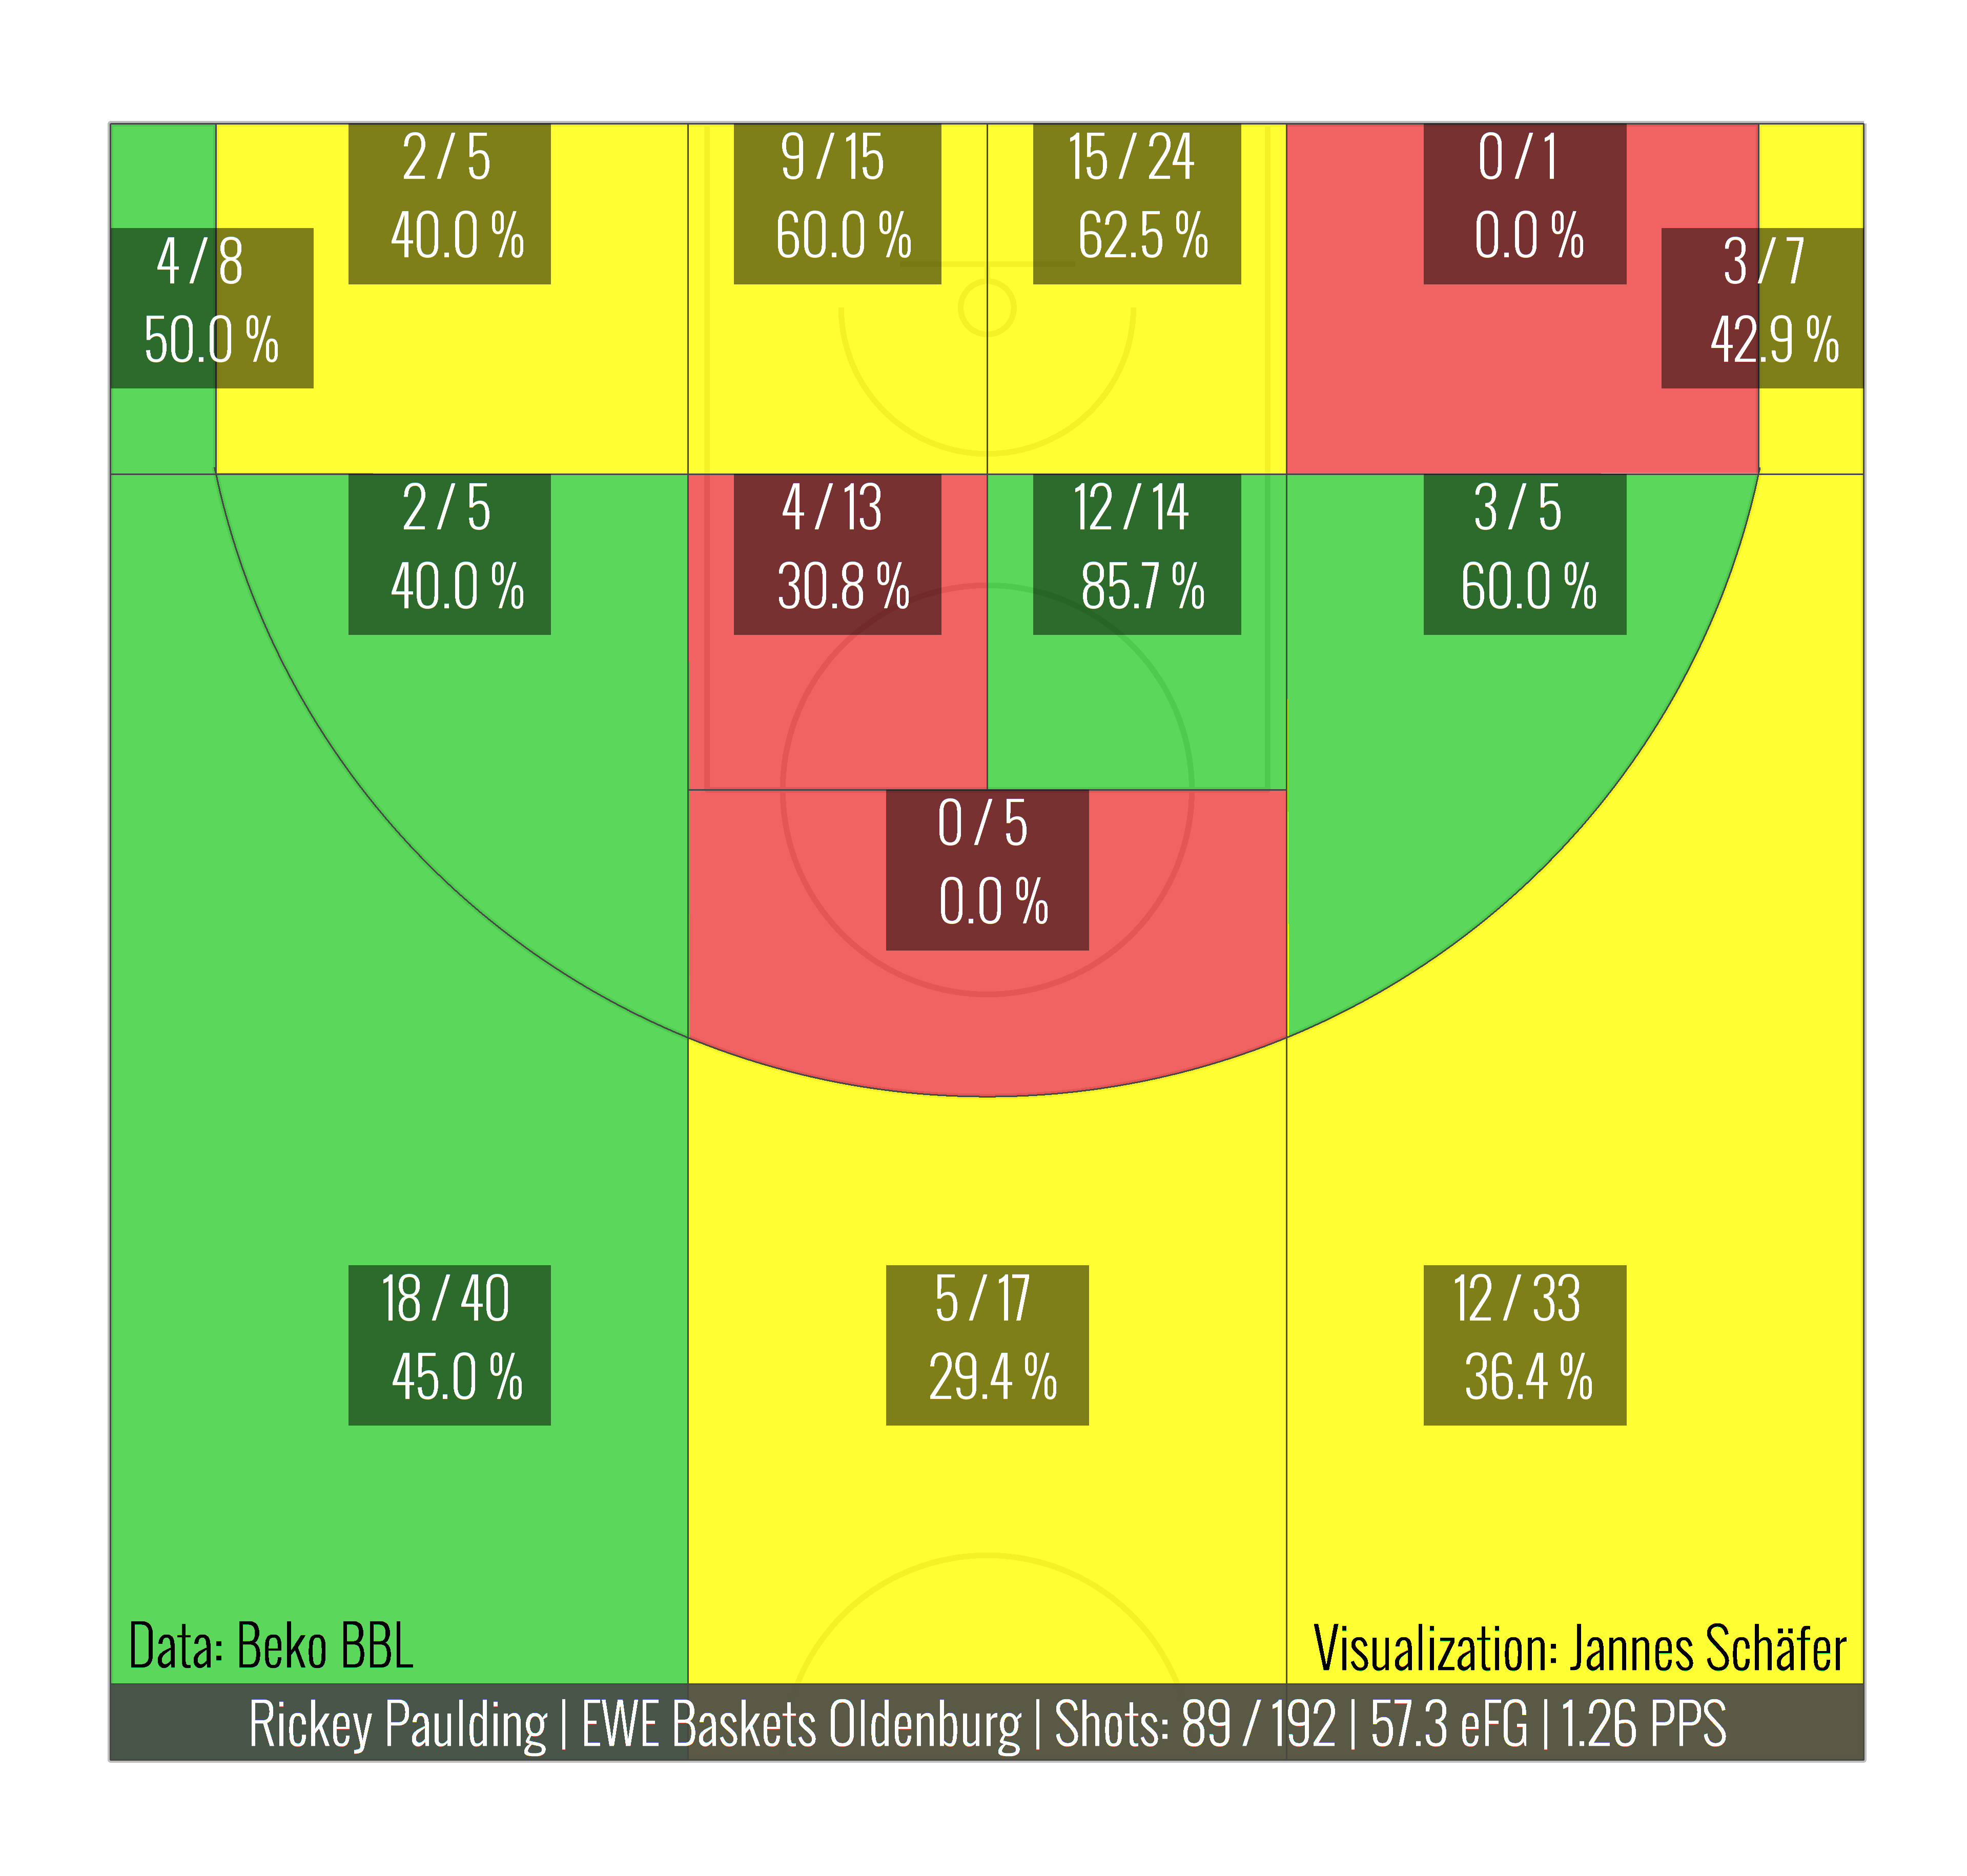 2 / 5
40.0 %
9 / 15
60.0 %
15 / 24
62.5 %
0 / 1
0.0 %
4 / 8
50.0 %
3 / 7
42.9 %
2 / 5
40.0 %
4 / 13
30.8 %
12 / 14
85.7 %
3 / 5
60.0 %
0 / 5
0.0 %
18 / 40
45.0 %
5 / 17
29.4 %
12 / 33
36.4 %
Data: Beko BBL
Visualization: Jannes Schäfer
Rickey Paulding | EWE Baskets Oldenburg | Shots: 89 / 192 | 57.3 eFG | 1.26 PPS